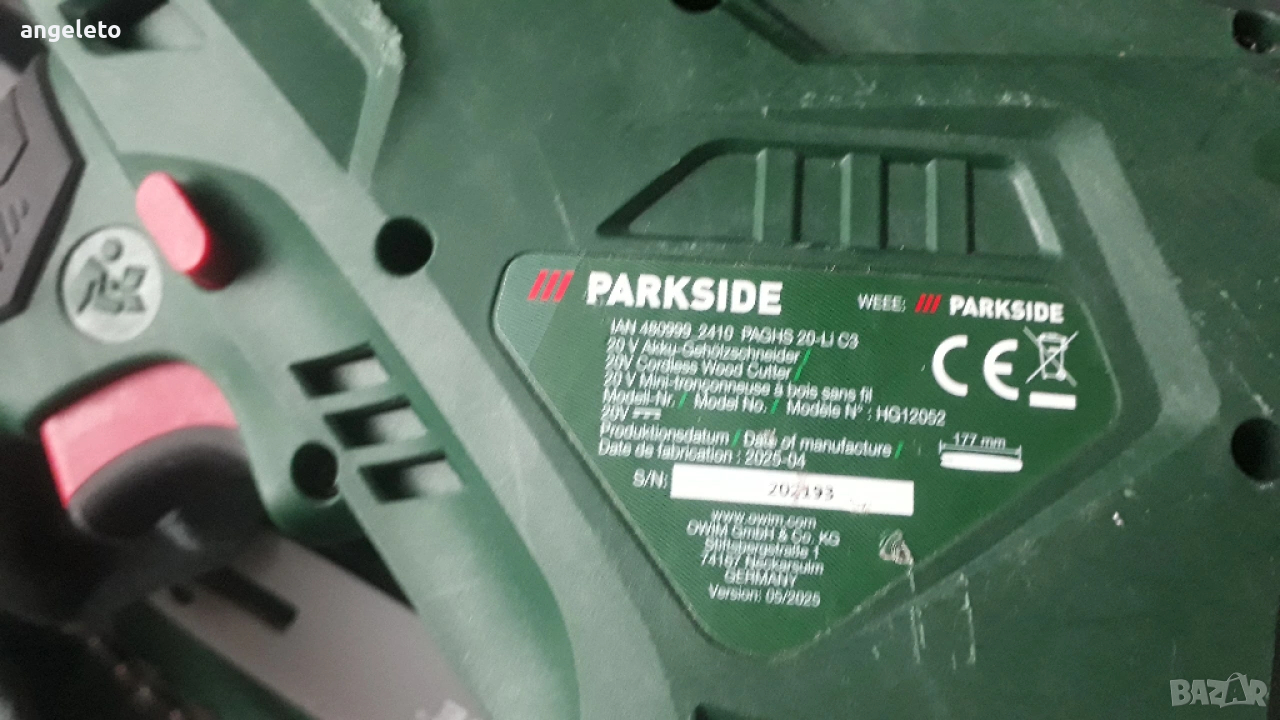 angeleto
PARKSIDE
WEEE: PARKSIDE
IAN 480999_2410 PAGHS 20-Li C3
20 V Akku-Gehölzschneider /
20V Cordless Wood Cutter /
20 V Mini-tronçonneuse à bois sans fil
Modell-Nr. / Model No. / Modèle N° : HG12052
20V
Produktionsdatum / Date of manufacture /
Date de fabrication : 2025-04
177 mm
S/N: 202193
www.owim.com
OWIM GmbH & Co. KG
Stiftsbergstraße 1
74167 Neckarsulm
GERMANY
Version: 05/2025
BAZAR